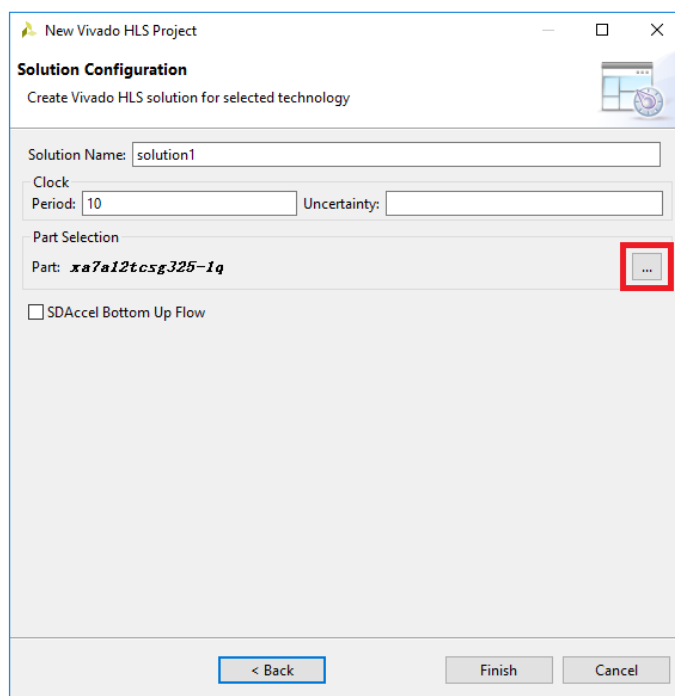 New Vivado HLS Project
Solution Configuration
Create Vivado HLS solution for selected technology
Solution Name: solution1
Clock
Period: 10 Uncertainty:
Part Selection
Part: xa7a12tcsg325-1q ...
SDAccel Bottom Up Flow
< Back Finish Cancel